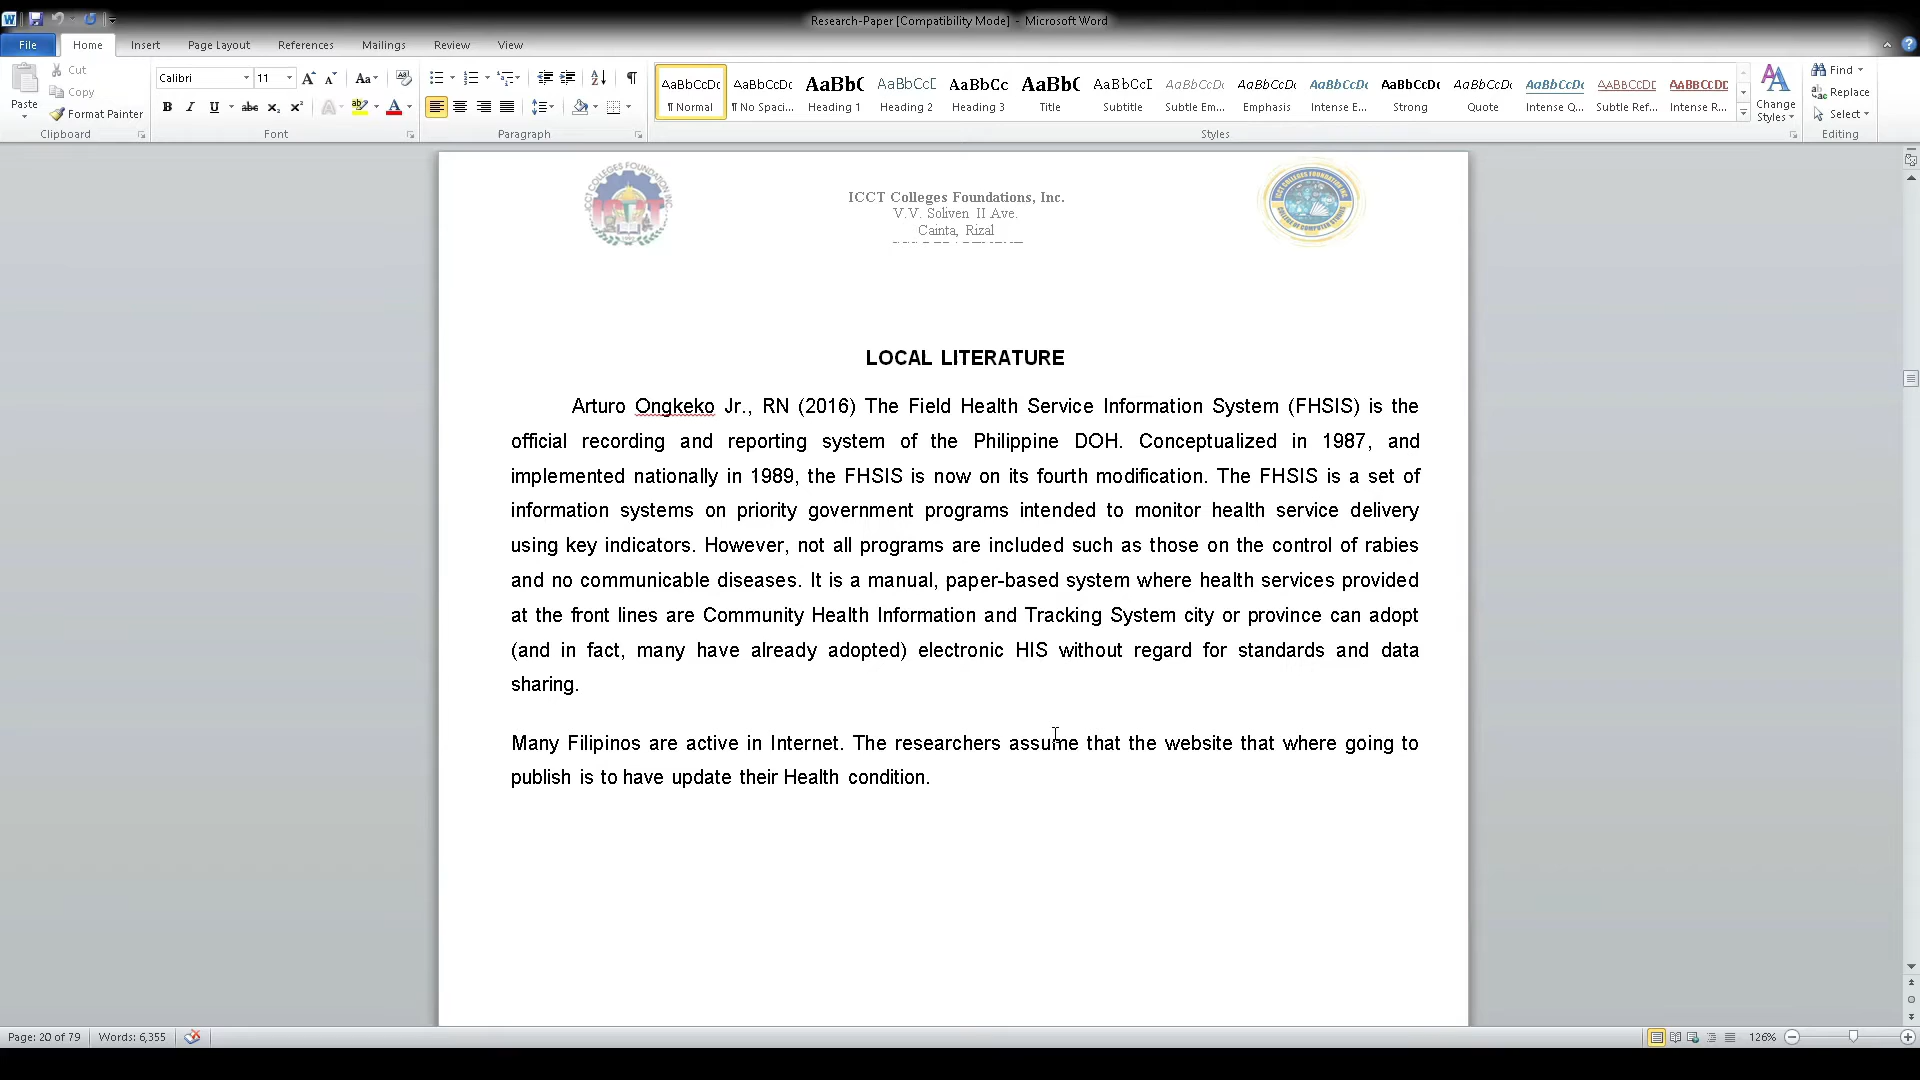 Research-Paper [Compatibility Mode] - Microsoft Word
File Home Insert Page Layout References Mailings Review View
Paste
Cut
Copy
Format Painter
Clipboard
Calibri 11
Font
Paragraph
AaBbCcDc AaBbCcDc AaBbC AaBbCcD AaBbCc AaBbC AaBbCcD AaBbCcDc AaBbCcDc AaBbCcDc AaBbCcDc AaBbCcDc AaBbCcDc AABBCCDD AABBCCDD
¶ Normal ¶ No Spaci... Heading 1 Heading 2 Heading 3 Title Subtitle Subtle Em... Emphasis Intense E... Strong Quote Intense Q... Subtle Ref... Intense R...
Styles
Change Styles
Find
Replace
Select
Editing
ICCT Colleges Foundations, Inc.
V.V. Soliven II Ave.
Cainta, Rizal
LOCAL LITERATURE
Arturo Ongkeko Jr., RN (2016) The Field Health Service Information System (FHSIS) is the
official recording and reporting system of the Philippine DOH. Conceptualized in 1987, and
implemented nationally in 1989, the FHSIS is now on its fourth modification. The FHSIS is a set of
information systems on priority government programs intended to monitor health service delivery
using key indicators. However, not all programs are included such as those on the control of rabies
and no communicable diseases. It is a manual, paper-based system where health services provided
at the front lines are Community Health Information and Tracking System city or province can adopt
(and in fact, many have already adopted) electronic HIS without regard for standards and data
sharing.
Many Filipinos are active in Internet. The researchers assume that the website that where going to
publish is to have update their Health condition.
Page: 20 of 79 Words: 6,355
126%